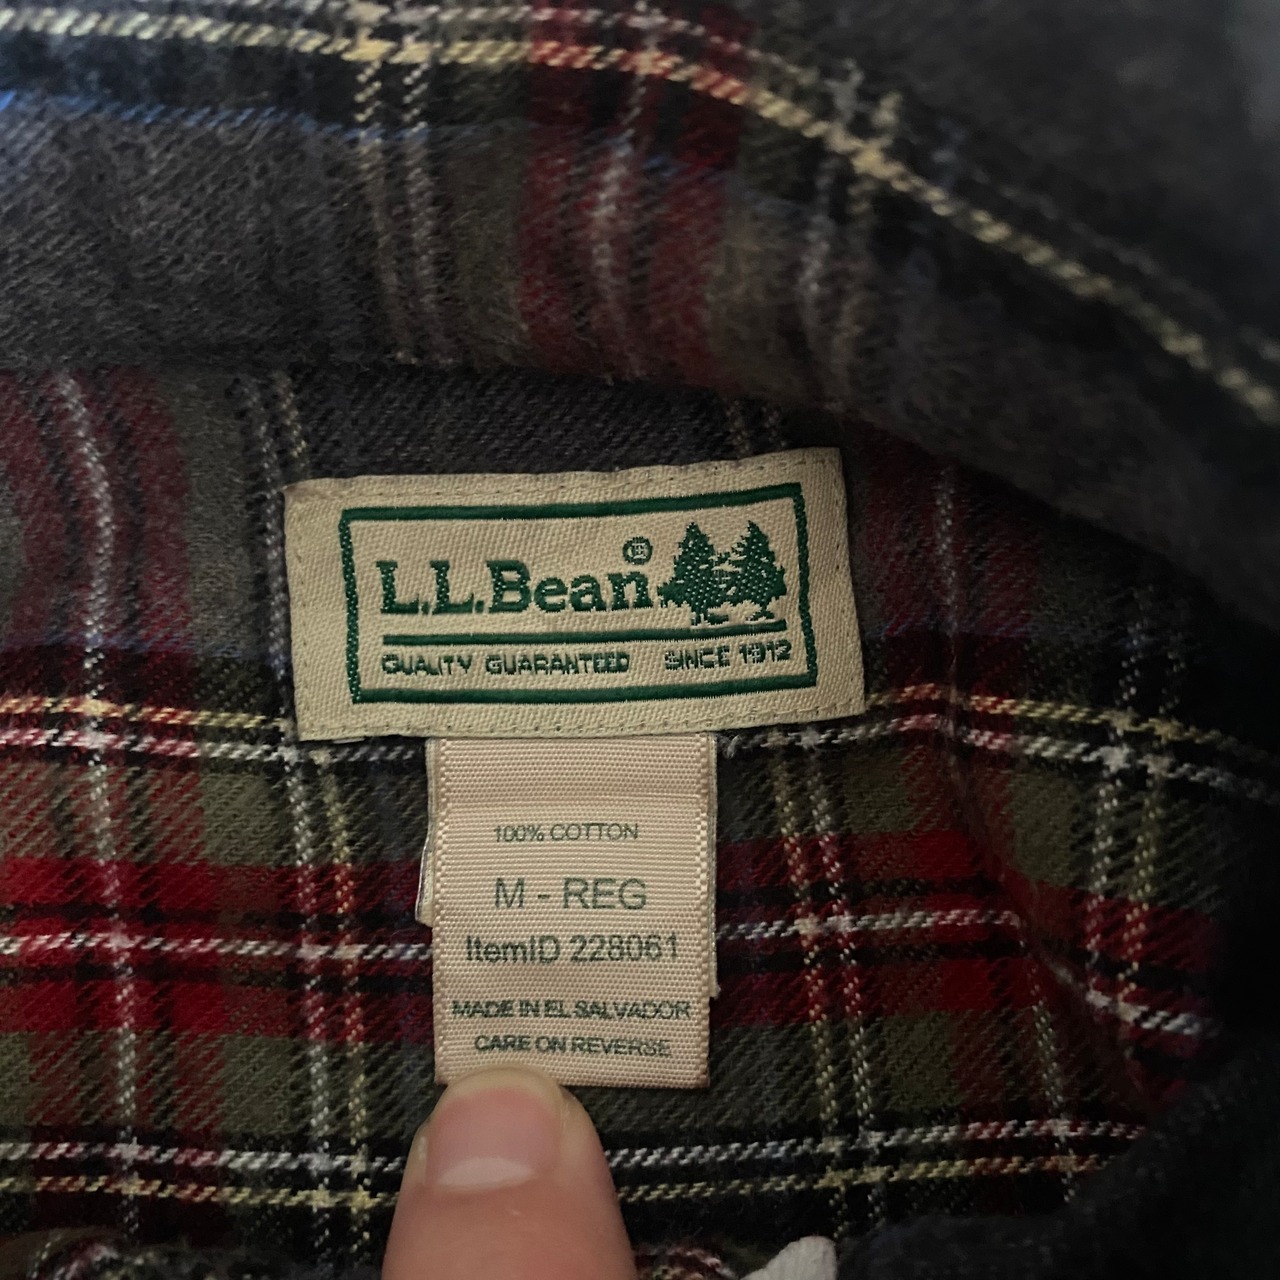 L.L.Bean®
QUALITY GUARANTEED SINCE 1912
100% COTTON
M - REG
ItemID 228061
MADE IN EL SALVADOR
CARE ON REVERSE